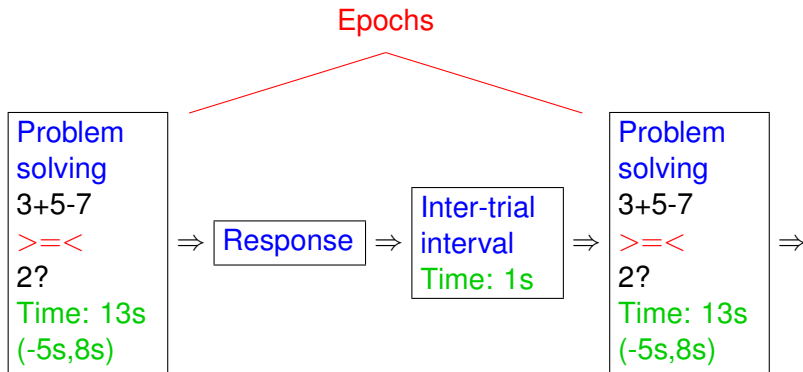 Epochs
Problem
solving
3+5-7
>=<
2?
Time: 13s
(-5s,8s)
⇒
Response
⇒
Inter-trial
interval
Time: 1s
⇒
Problem
solving
3+5-7
>=<
2?
Time: 13s
(-5s,8s)
⇒